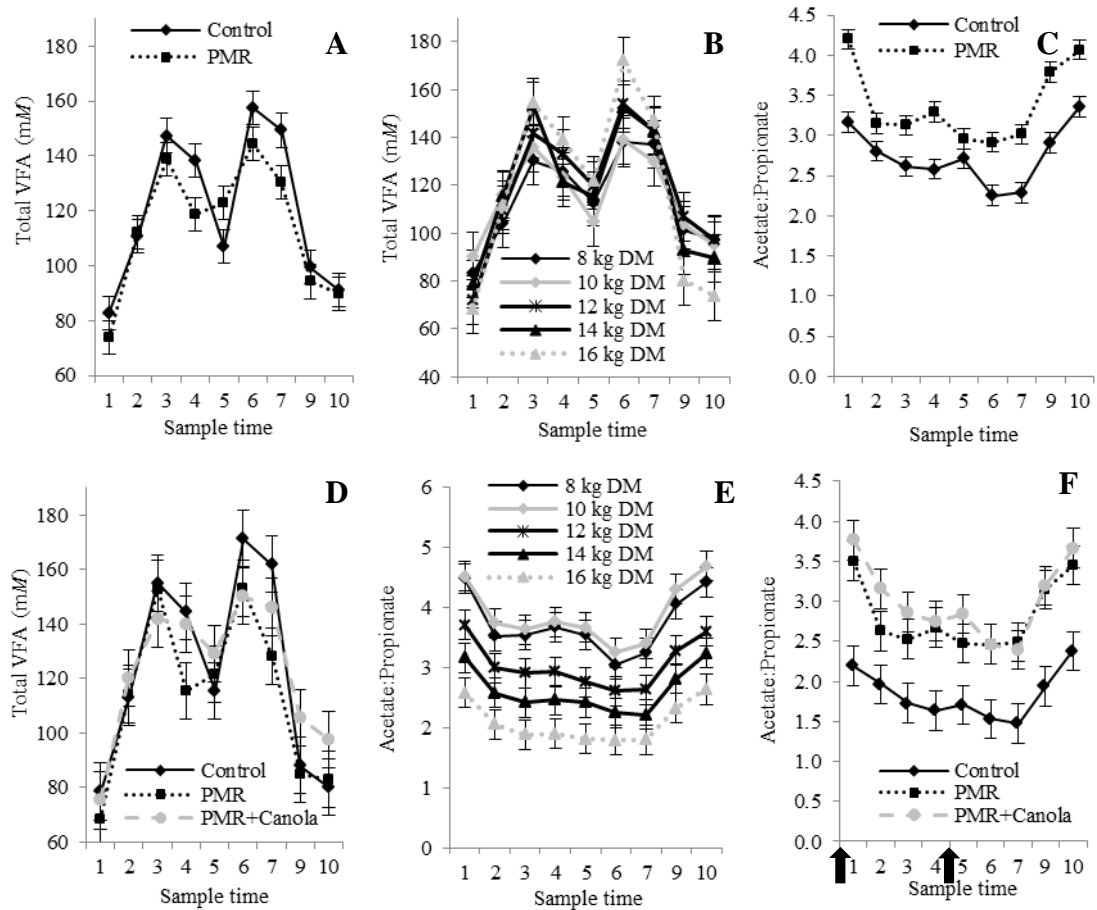 A
Control
PMR
Total VFA (mM)
180
160
140
120
100
80
60
1 2 3 4 5 6 7 9 10
Sample time
B
Total VFA (mM)
180
160
140
120
100
80
60
40
8 kg DM
10 kg DM
12 kg DM
14 kg DM
16 kg DM
1 2 3 4 5 6 7 9 10
Sample time
C
Control
PMR
Acetate:Propionate
4.5
4.0
3.5
3.0
2.5
2.0
1.5
1.0
0.0
1 2 3 4 5 6 7 9 10
Sample time
D
Total VFA (mM)
180
160
140
120
100
80
60
Control
PMR
PMR+Canola
1 2 3 4 5 6 7 9 10
Sample time
E
8 kg DM
10 kg DM
12 kg DM
14 kg DM
16 kg DM
Acetate:Propionate
6
5
4
3
2
1
0
1 2 3 4 5 6 7 9 10
Sample time
F
Acetate:Propionate
4.5
4.0
3.5
3.0
2.5
2.0
1.5
1.0
0.5
0.0
Control
PMR
PMR+Canola
1 2 3 4 5 6 7 9 10
Sample time